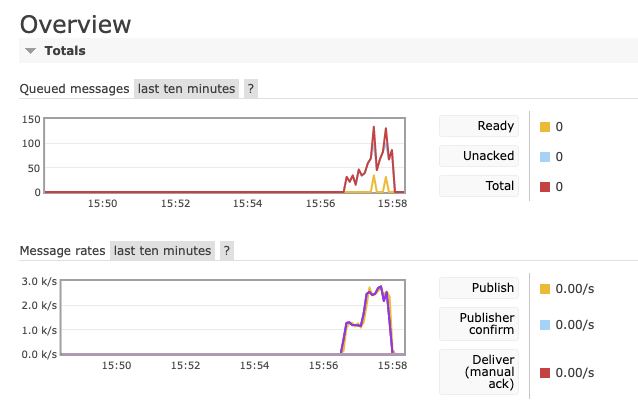 Overview
Totals
Queued messages last ten minutes ?
150
100
50
0
15:50 15:52 15:54 15:56 15:58
Ready 0
Unacked 0
Total 0
Message rates last ten minutes ?
3.0 k/s
2.0 k/s
1.0 k/s
0.0 k/s
15:50 15:52 15:54 15:56 15:58
Publish 0.00/s
Publisher
confirm 0.00/s
Deliver
(manual 0.00/s
ack)